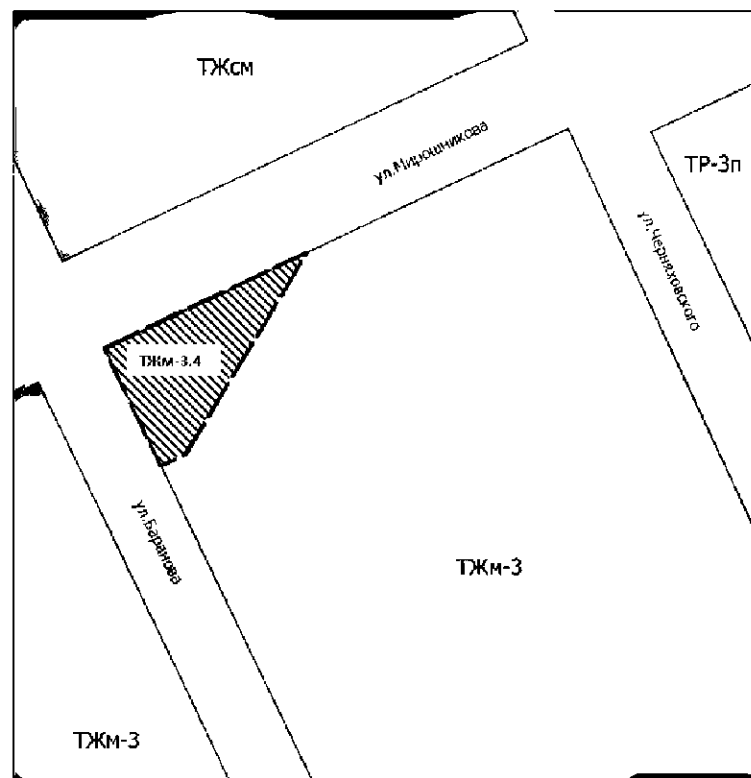 ТЖсм
ул.Мирошникова
ТР-3п
ул.Черняховского
ТЖм-3.4
ул.Баранова
ТЖм-3
ТЖм-3